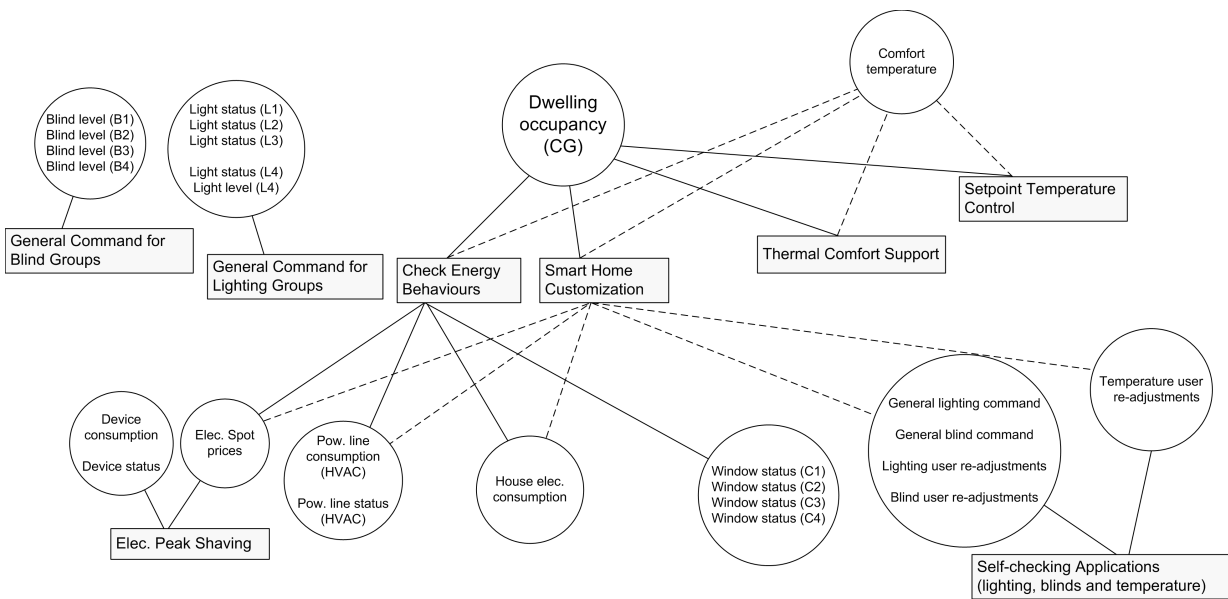 Comfort
temperature
Dwelling
occupancy
(CG)
Blind level (B1)
Blind level (B2)
Blind level (B3)
Blind level (B4)
Light status (L1)
Light status (L2)
Light status (L3)
Light status (L4)
Light level (L4)
Setpoint Temperature
Control
General Command for
Blind Groups
General Command for
Lighting Groups
Check Energy
Behaviours
Smart Home
Customization
Thermal Comfort Support
Device
consumption
Device status
Elec. Spot
prices
Pow. line
consumption
(HVAC)
Pow. line status
(HVAC)
House elec.
consumption
Window status (C1)
Window status (C2)
Window status (C3)
Window status (C4)
General lighting command
General blind command
Lighting user re-adjustments
Blind user re-adjustments
Temperature user
re-adjustments
Elec. Peak Shaving
Self-checking Applications
(lighting, blinds and temperature)